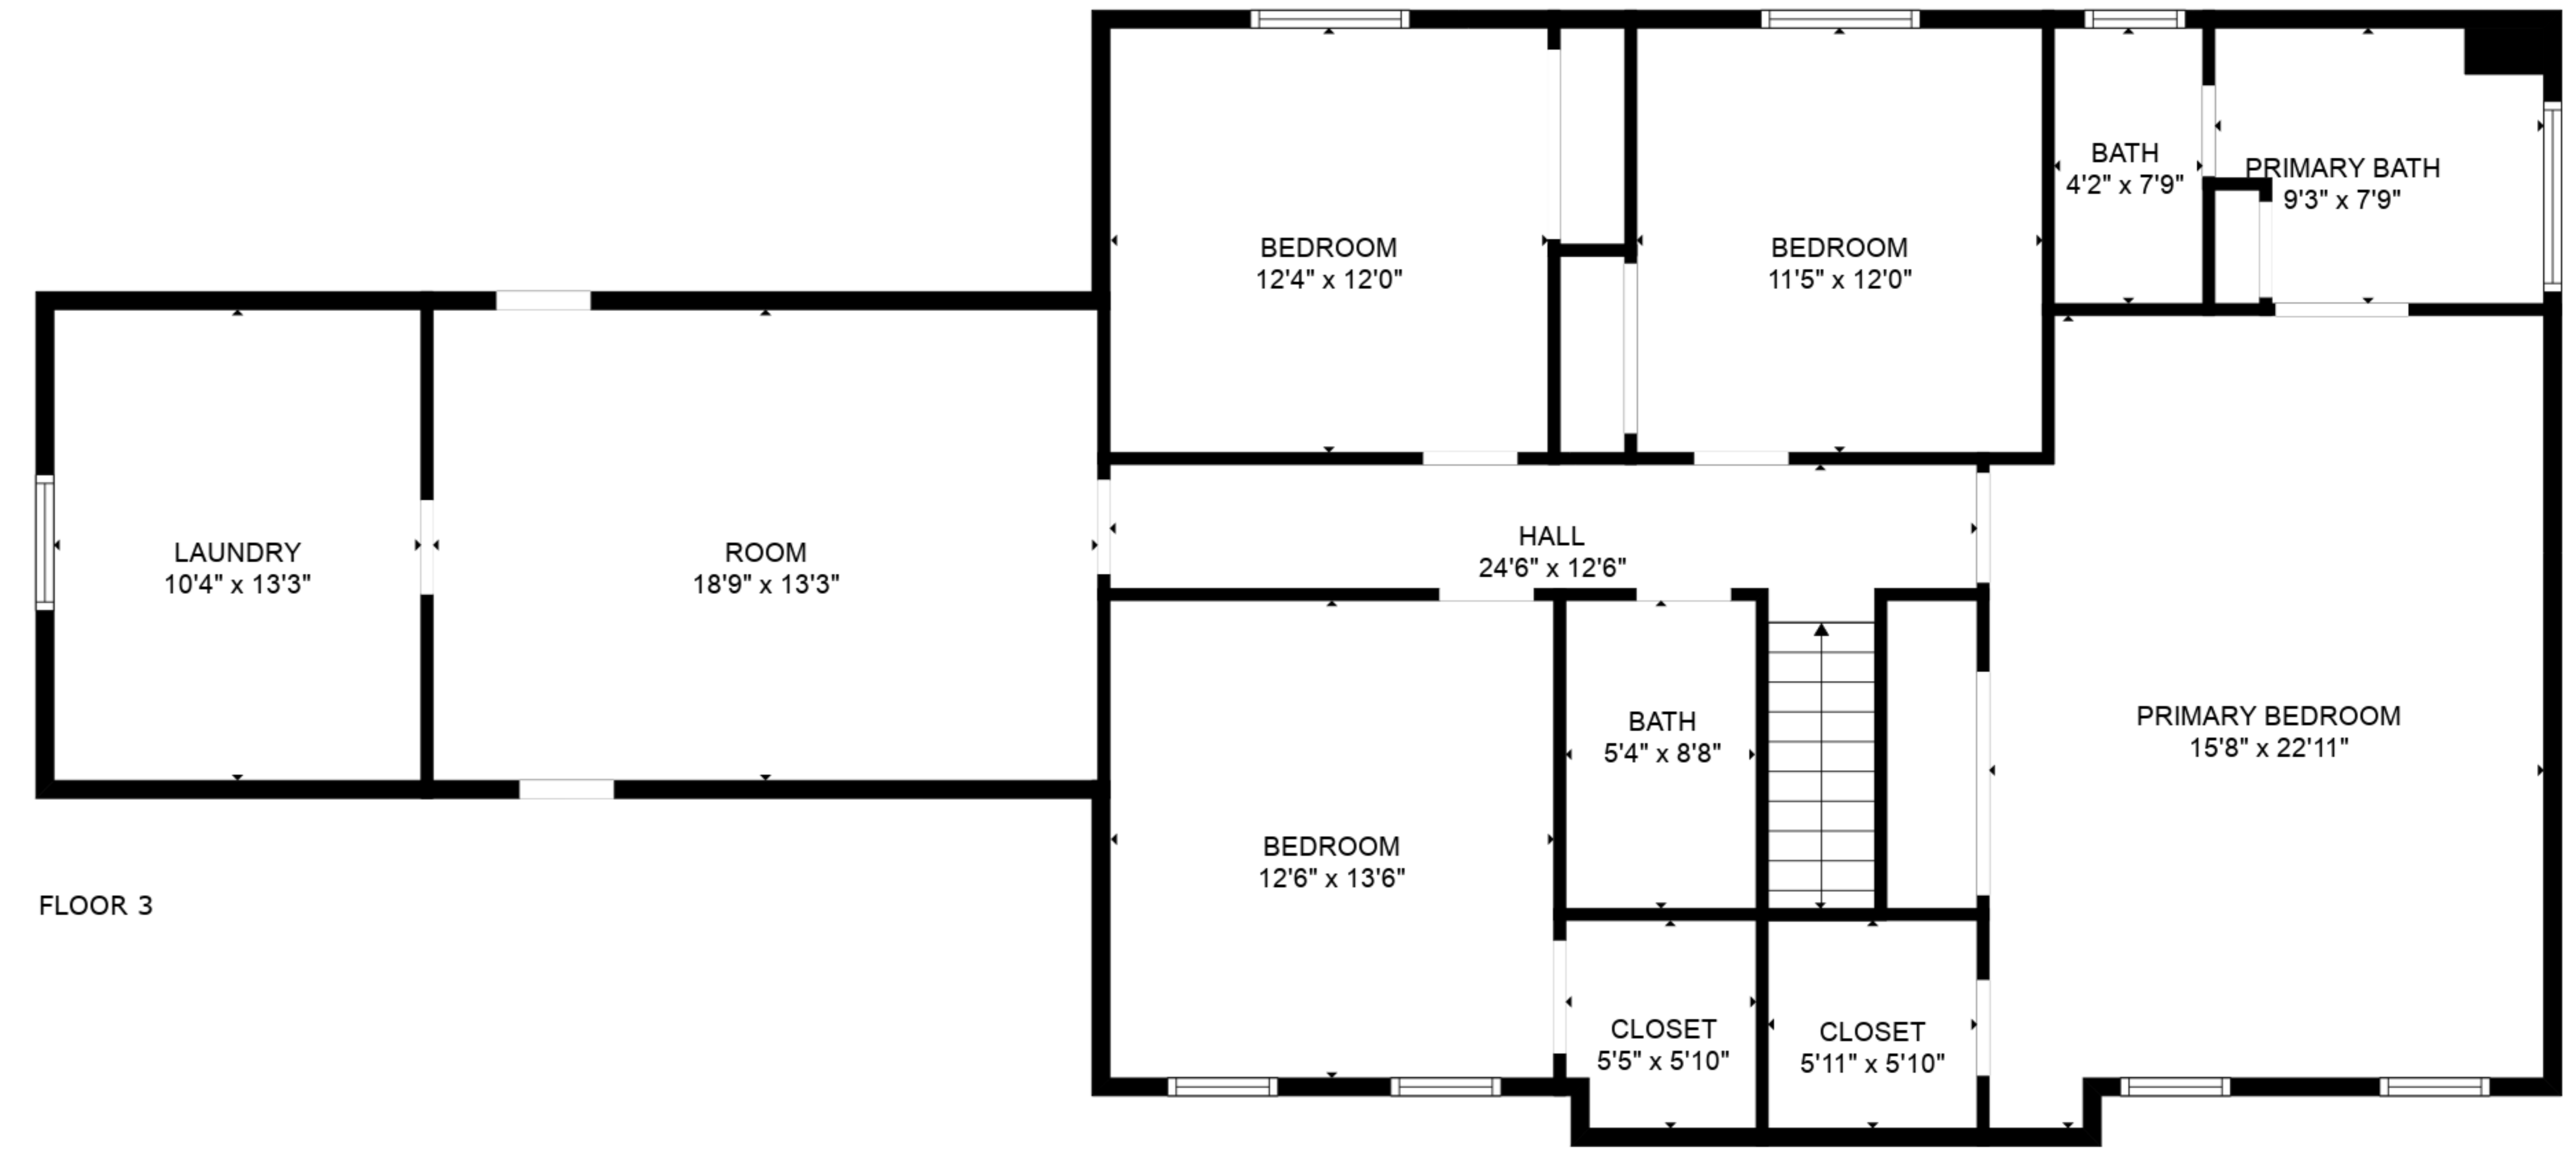 BATH
4'2" x 7'9"
PRIMARY BATH
9'3" x 7'9"
BEDROOM
12'4" x 12'0"
BEDROOM
11'5" x 12'0"
LAUNDRY
10'4" x 13'3"
ROOM
18'9" x 13'3"
HALL
24'6" x 12'6"
BATH
5'4" x 8'8"
PRIMARY BEDROOM
15'8" x 22'11"
BEDROOM
12'6" x 13'6"
FLOOR 3
CLOSET
5'5" x 5'10"
CLOSET
5'11" x 5'10"